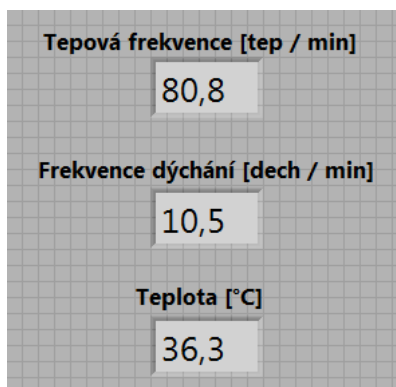 Tepová frekvence [tep / min]
80,8
Frekvence dýchání [dech / min]
10,5
Teplota [°C]
36,3